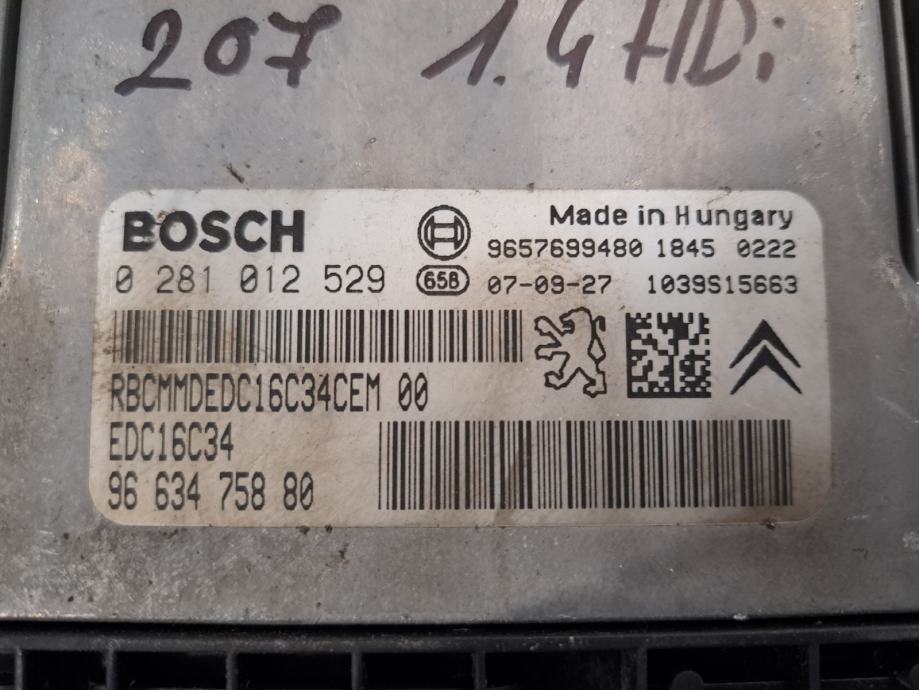 207 1.4 HDi
BOSCH
Made in Hungary
9657699480 1845 0222
0 281 012 529
658
07-09-27 1039S15663
RBCMMDEDC16C34CEM 00
EDC16C34
96 634 758 80